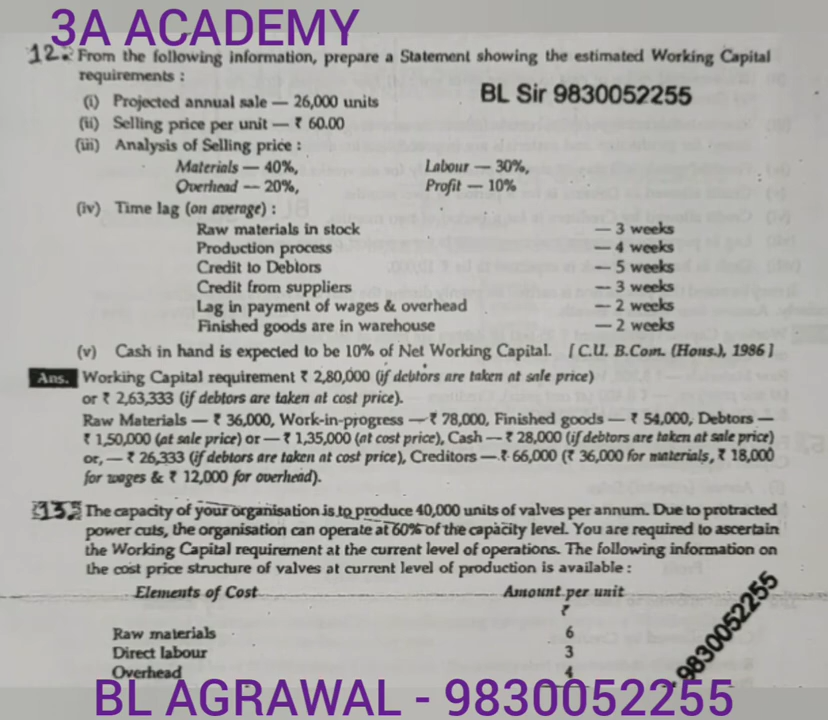 3A ACADEMY
12. From the following information, prepare a Statement showing the estimated Working Capital
requirements :
BL Sir 9830052255
(i) Projected annual sale — 26,000 units
(ii) Selling price per unit — ₹ 60.00
(iii) Analysis of Selling price :
Materials — 40%, Labour — 30%,
Overhead — 20%, Profit — 10%
(iv) Time lag (on average) :
Raw materials in stock — 3 weeks
Production process — 4 weeks
Credit to Debtors — 5 weeks
Credit from suppliers — 3 weeks
Lag in payment of wages & overhead — 2 weeks
Finished goods are in warehouse — 2 weeks
(v) Cash in hand is expected to be 10% of Net Working Capital. [ C.U. B.Com. (Hons.), 1986 ]
Ans. Working Capital requirement ₹ 2,80,000 (if debtors are taken at sale price)
or ₹ 2,63,333 (if debtors are taken at cost price).
Raw Materials — ₹ 36,000, Work-in-progress — ₹ 78,000, Finished goods — ₹ 54,000, Debtors —
₹ 1,50,000 (at sale price) or — ₹ 1,35,000 (at cost price), Cash — ₹ 28,000 (if debtors are taken at sale price)
or, — ₹ 26,333 (if debtors are taken at cost price), Creditors — ₹ 66,000 (₹ 36,000 for materials, ₹ 18,000
for wages & ₹ 12,000 for overhead).
13. The capacity of your organisation is to produce 40,000 units of valves per annum. Due to protracted
power cuts, the organisation can operate at 60% of the capacity level. You are required to ascertain
the Working Capital requirement at the current level of operations. The following information on
the cost price structure of valves at current level of production is available :
Elements of Cost Amount per unit
₹
Raw materials 6
Direct labour 3
Overhead 4
9830052255
BL AGRAWAL - 9830052255